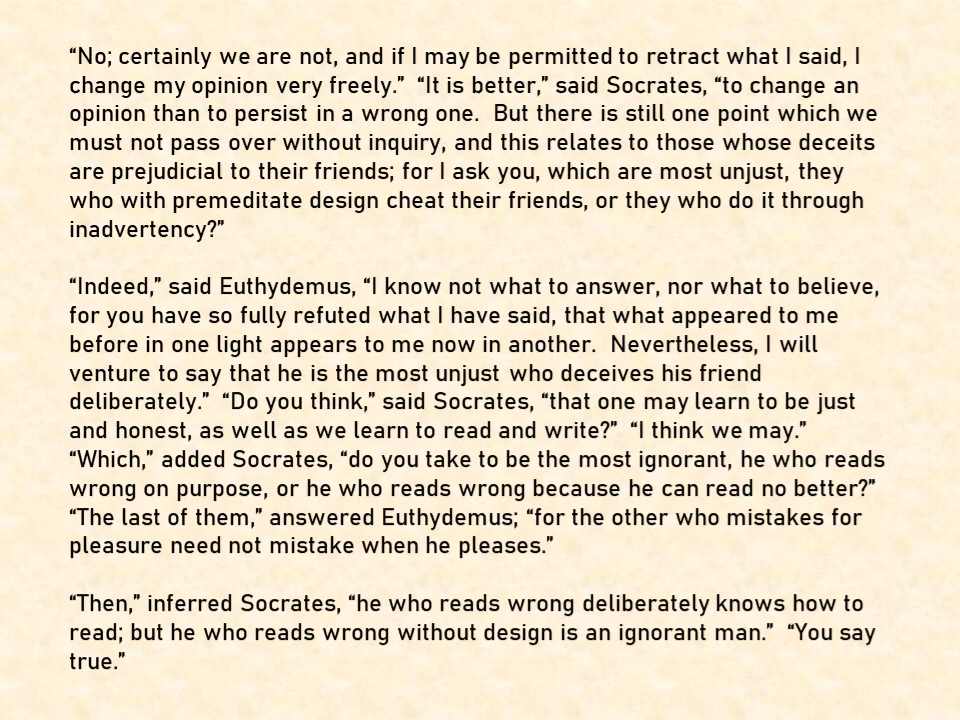 “No; certainly we are not, and if I may be permitted to retract what I said, I
change my opinion very freely.”  “It is better,” said Socrates, “to change an
opinion than to persist in a wrong one.  But there is still one point which we
must not pass over without inquiry, and this relates to those whose deceits
are prejudicial to their friends; for I ask you, which are most unjust, they
who with premeditate design cheat their friends, or they who do it through
inadvertency?”
“Indeed,” said Euthydemus, “I know not what to answer, nor what to believe,
for you have so fully refuted what I have said, that what appeared to me
before in one light appears to me now in another.  Nevertheless, I will
venture to say that he is the most unjust who deceives his friend
deliberately.”  “Do you think,” said Socrates, “that one may learn to be just
and honest, as well as we learn to read and write?”  “I think we may.”
“Which,” added Socrates, “do you take to be the most ignorant, he who reads
wrong on purpose, or he who reads wrong because he can read no better?”
“The last of them,” answered Euthydemus; “for the other who mistakes for
pleasure need not mistake when he pleases.”
“Then,” inferred Socrates, “he who reads wrong deliberately knows how to
read; but he who reads wrong without design is an ignorant man.”  “You say
true.”